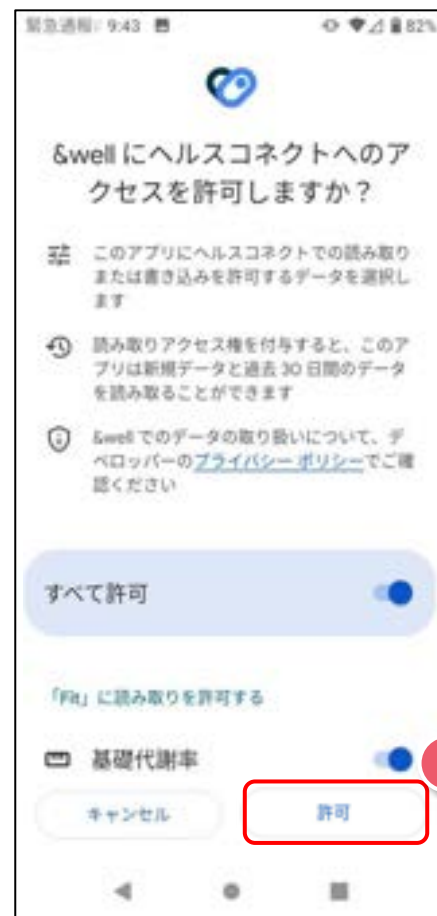 緊急通報: 9:43
82%
&well にヘルスコネクトへのア
クセスを許可しますか？
このアプリにヘルスコネクトでの読み取り
または書き込みを許可するデータを選択し
ます
読み取りアクセス権を付与すると、このア
プリは新規データと過去 30 日間のデータ
を読み取ることができます
&well でのデータの取り扱いについて、デ
ベロッパーのプライバシー ポリシーでご確
認ください
すべて許可
「Fit」に読み取りを許可する
基礎代謝率
キャンセル
許可